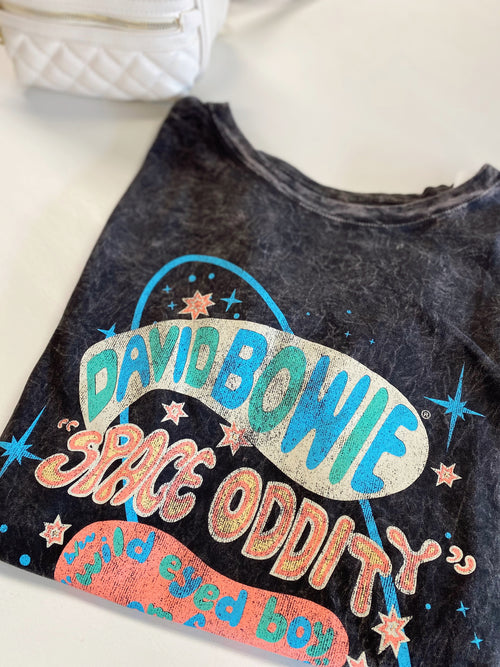 DAVID BOWIE®
"SPACE ODDITY"
"wild eyed boy